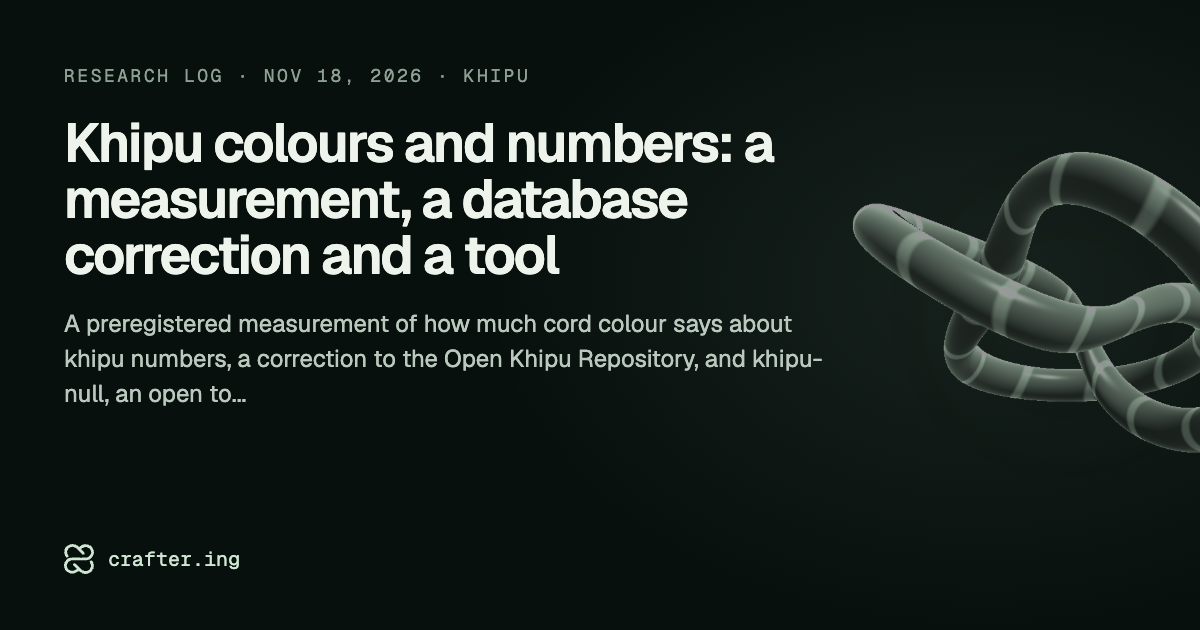 RESEARCH LOG · NOV 18, 2026 · KHIPU
Khipu colours and numbers: a
measurement, a database
correction and a tool
A preregistered measurement of how much cord colour says about
khipu numbers, a correction to the Open Khipu Repository, and khipu-
null, an open to...
crafter.ing